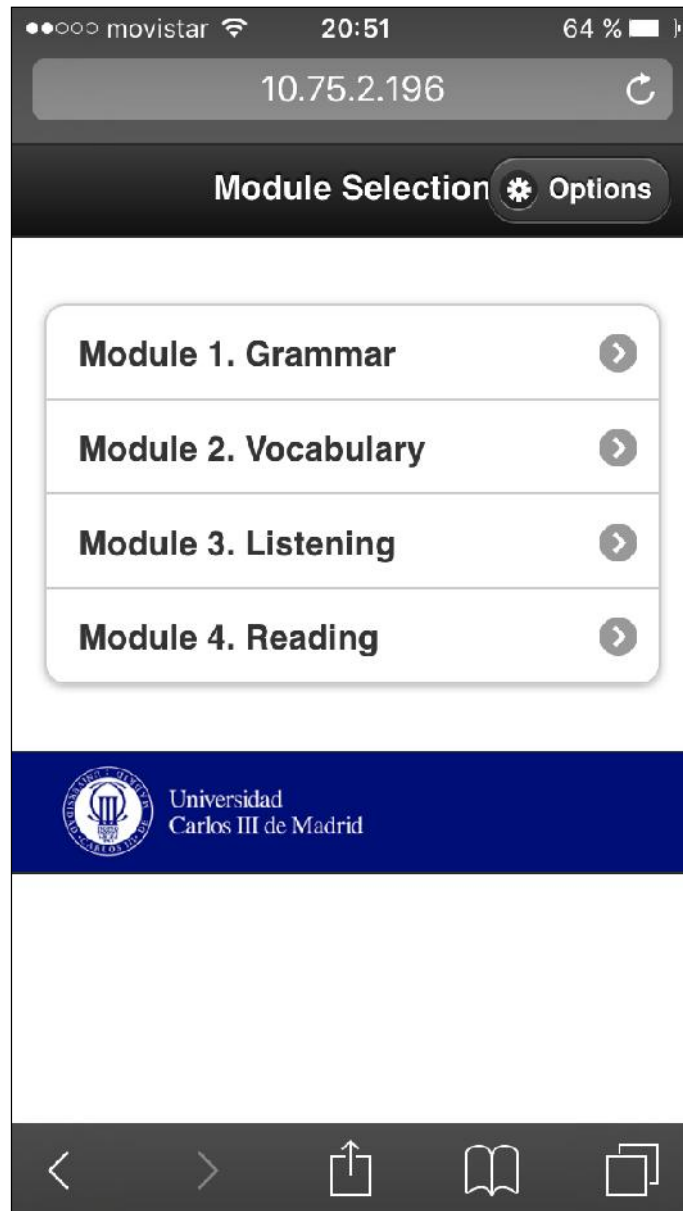 movistar 20:51 64 %
10.75.2.196
Module Selection Options
Module 1. Grammar
Module 2. Vocabulary
Module 3. Listening
Module 4. Reading
Universidad
Carlos III de Madrid